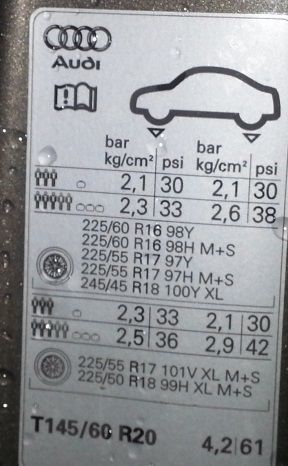 Audi
bar psi bar psi
kg/cm² kg/cm²
2,1 30 2,1 30
2,3 33 2,6 38
225/60 R16 98Y
225/60 R16 98H M+S
225/55 R17 97Y
225/55 R17 97H M+S
245/45 R18 100Y XL
2,3 33 2,1 30
2,5 36 2,9 42
225/55 R17 101V XL M+S
225/50 R18 99H XL M+S
T145/60 R20 4,2 61